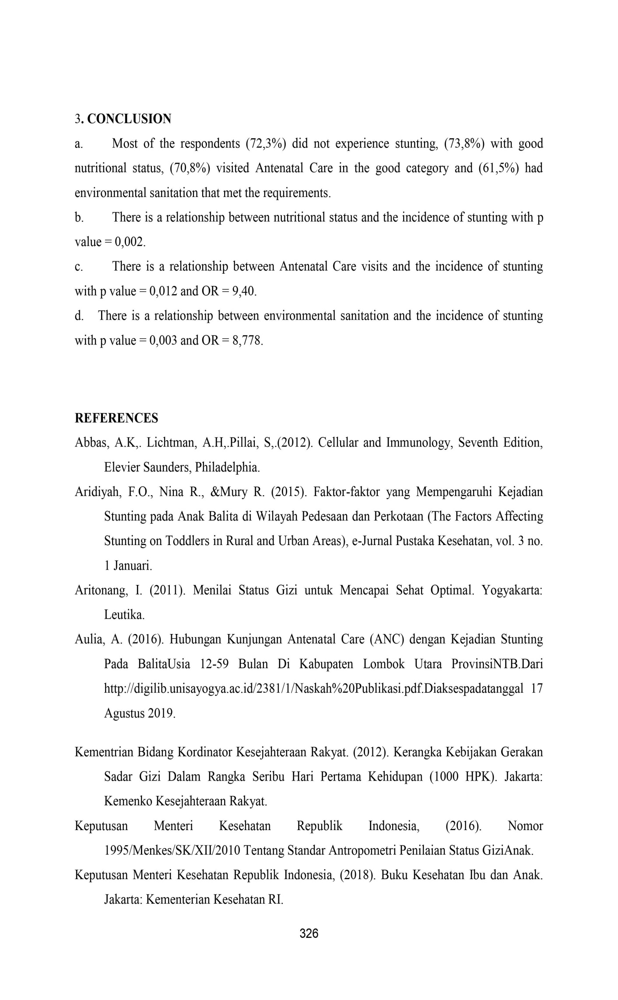 3. CONCLUSION
a. Most of the respondents (72,3%) did not experience stunting, (73,8%) with good
nutritional status, (70,8%) visited Antenatal Care in the good category and (61,5%) had
environmental sanitation that met the requirements.
b. There is a relationship between nutritional status and the incidence of stunting with p
value = 0,002.
c. There is a relationship between Antenatal Care visits and the incidence of stunting
with p value = 0,012 and OR = 9,40.
d. There is a relationship between environmental sanitation and the incidence of stunting
with p value = 0,003 and OR = 8,778.
REFERENCES
Abbas, A.K,. Lichtman, A.H,.Pillai, S,.(2012). Cellular and Immunology, Seventh Edition,
Elevier Saunders, Philadelphia.
Aridiyah, F.O., Nina R., &Mury R. (2015). Faktor-faktor yang Mempengaruhi Kejadian
Stunting pada Anak Balita di Wilayah Pedesaan dan Perkotaan (The Factors Affecting
Stunting on Toddlers in Rural and Urban Areas), e-Jurnal Pustaka Kesehatan, vol. 3 no.
1 Januari.
Aritonang, I. (2011). Menilai Status Gizi untuk Mencapai Sehat Optimal. Yogyakarta:
Leutika.
Aulia, A. (2016). Hubungan Kunjungan Antenatal Care (ANC) dengan Kejadian Stunting
Pada BalitaUsia 12-59 Bulan Di Kabupaten Lombok Utara ProvinsiNTB.Dari
http://digilib.unisayogya.ac.id/2381/1/Naskah%20Publikasi.pdf.Diaksespadatanggal 17
Agustus 2019.
Kementrian Bidang Kordinator Kesejahteraan Rakyat. (2012). Kerangka Kebijakan Gerakan
Sadar Gizi Dalam Rangka Seribu Hari Pertama Kehidupan (1000 HPK). Jakarta:
Kemenko Kesejahteraan Rakyat.
Keputusan Menteri Kesehatan Republik Indonesia, (2016). Nomor
1995/Menkes/SK/XII/2010 Tentang Standar Antropometri Penilaian Status GiziAnak.
Keputusan Menteri Kesehatan Republik Indonesia, (2018). Buku Kesehatan Ibu dan Anak.
Jakarta: Kementerian Kesehatan RI.
326